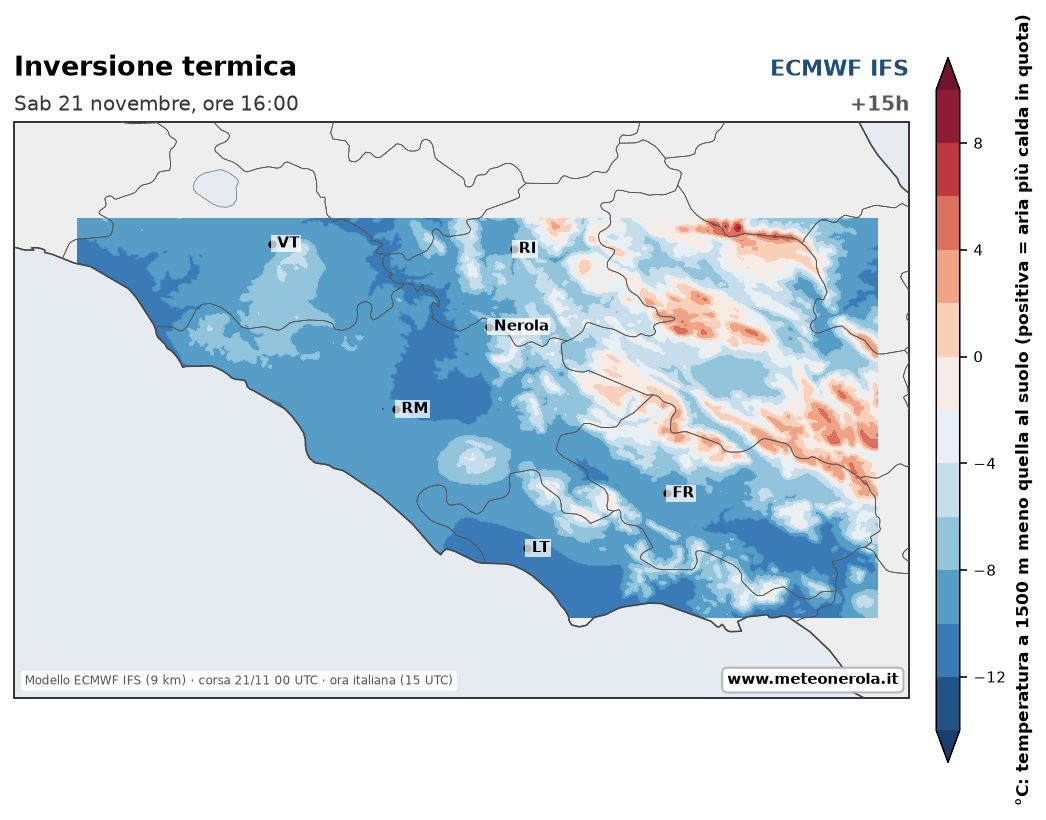 Inversione termica
ECMWF IFS
Sab 21 novembre, ore 16:00
+15h
VT
RI
Nerola
RM
FR
LT
Modello ECMWF IFS (9 km) · corsa 21/11 00 UTC · ora italiana (15 UTC)
www.meteonerola.it
8
4
0
−4
−8
−12
°C: temperatura a 1500 m meno quella al suolo (positiva = aria più calda in quota)